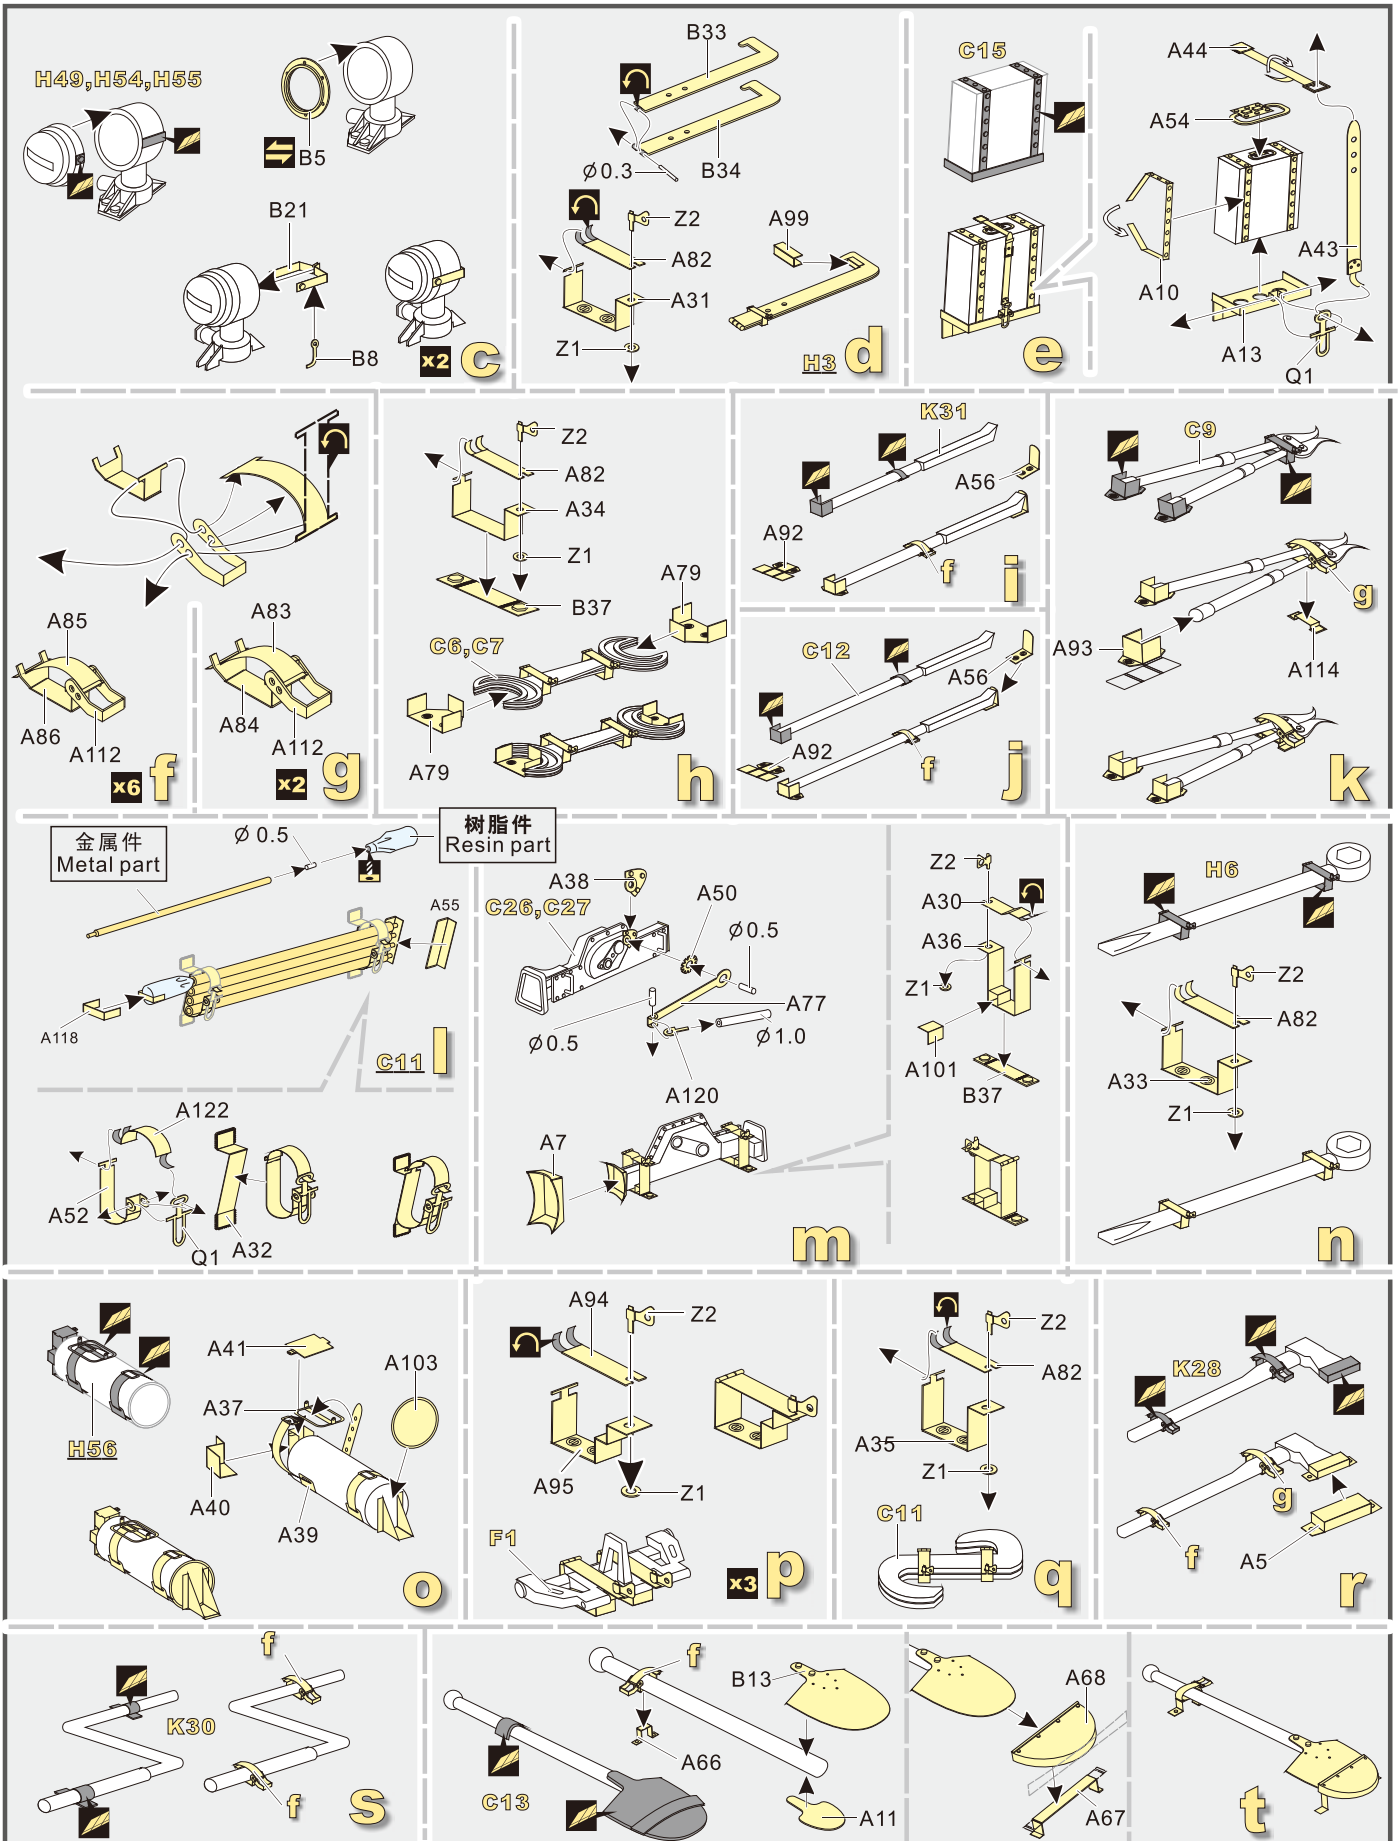 H49,H54,H55
B5
B21
B8
x2 c
B33
B34
Ø0.3
Z2
A82
A31
Z1
A99
H3 d
C15
e
A44
A54
A43
A10
A13
Q1
A85
A86
A112
x6 f
A83
A84
A112
x2 g
Z2
A82
A34
Z1
B37
A79
C6,C7
A79
h
K31
A56
A92
f
i
C12
A56
A92
f
j
C9
g
A93
A114
k
金属件
Metal part
Ø 0.5
树脂件
Resin part
A55
A118
C11 l
A122
A52
Q1
A32
A38
C26,C27
A50
Ø0.5
A77
Ø0.5
Ø1.0
A120
A7
m
Z2
A30
A36
Z1
A101
B37
H6
Z2
A82
A33
Z1
n
H56
A41
A103
A37
A40
A39
o
A94
Z2
A95
Z1
F1
x3 p
Z2
A82
A35
Z1
C11
q
K28
g
f
A5
r
K30
f
f
s
C13
f
A66
B13
A11
A68
A67
t